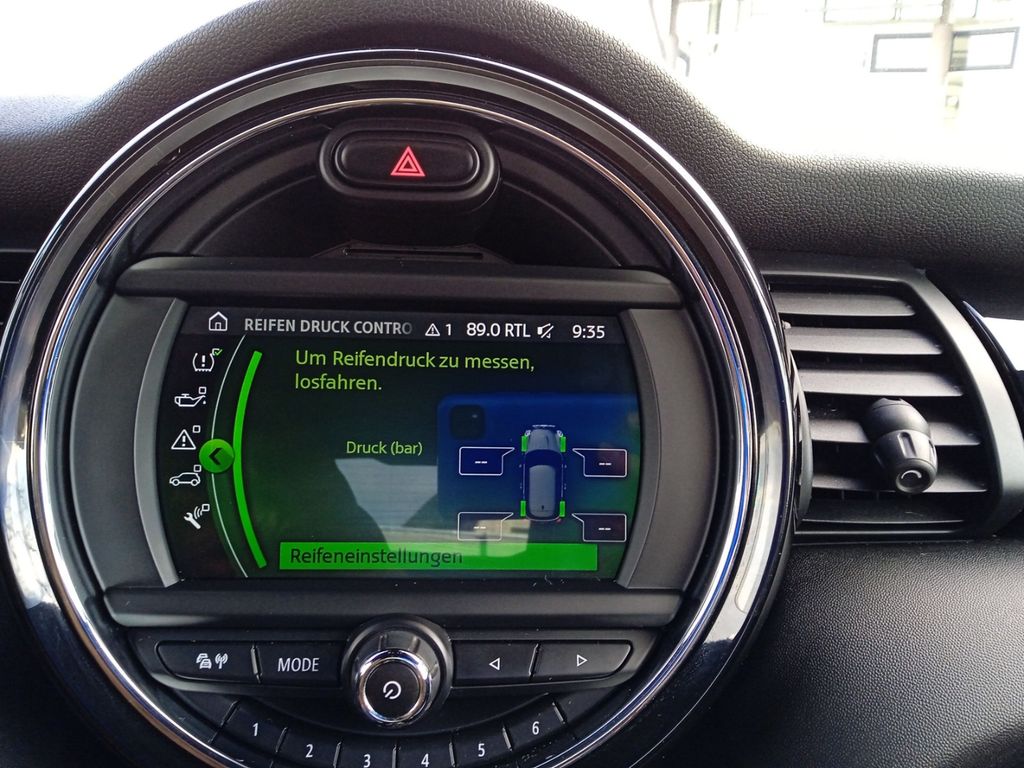 REIFEN DRUCK CONTRO 1 89.0 RTL 9:35
Um Reifendruck zu messen,
losfahren.
Druck (bar)
-- --
-- --
Reifeneinstellungen
MODE
1 2 3 4 5 6